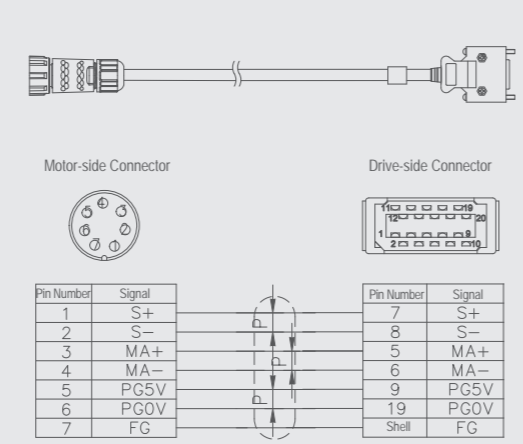 Motor-side Connector Drive-side Connector
4
5 3
6 2
7 1
11 19
12 20
1 9
2 10
Pin Number Signal Pin Number Signal
1 S+ P 7 S+
2 S− 8 S−
3 MA+ P 5 MA+
4 MA− 6 MA−
5 PG5V P 9 PG5V
6 PG0V 19 PG0V
7 FG Shell FG